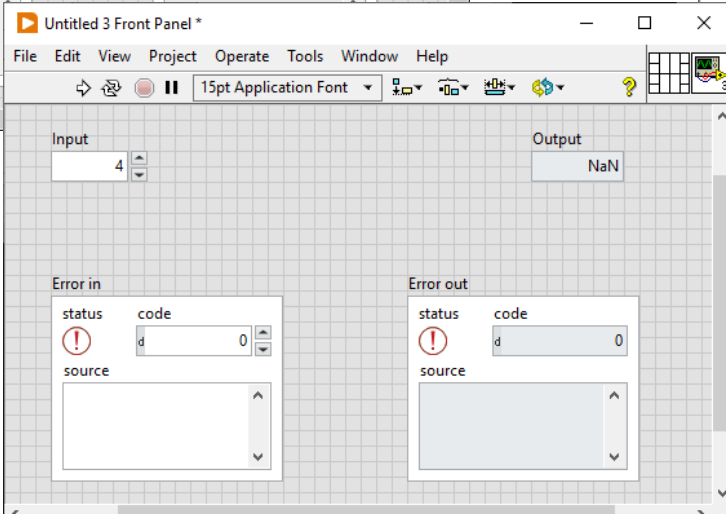 Untitled 3 Front Panel *
File Edit View Project Operate Tools Window Help
15pt Application Font
?
3
Input
4
Output
NaN
Error in
status code
! d 0
source
Error out
status code
! d 0
source